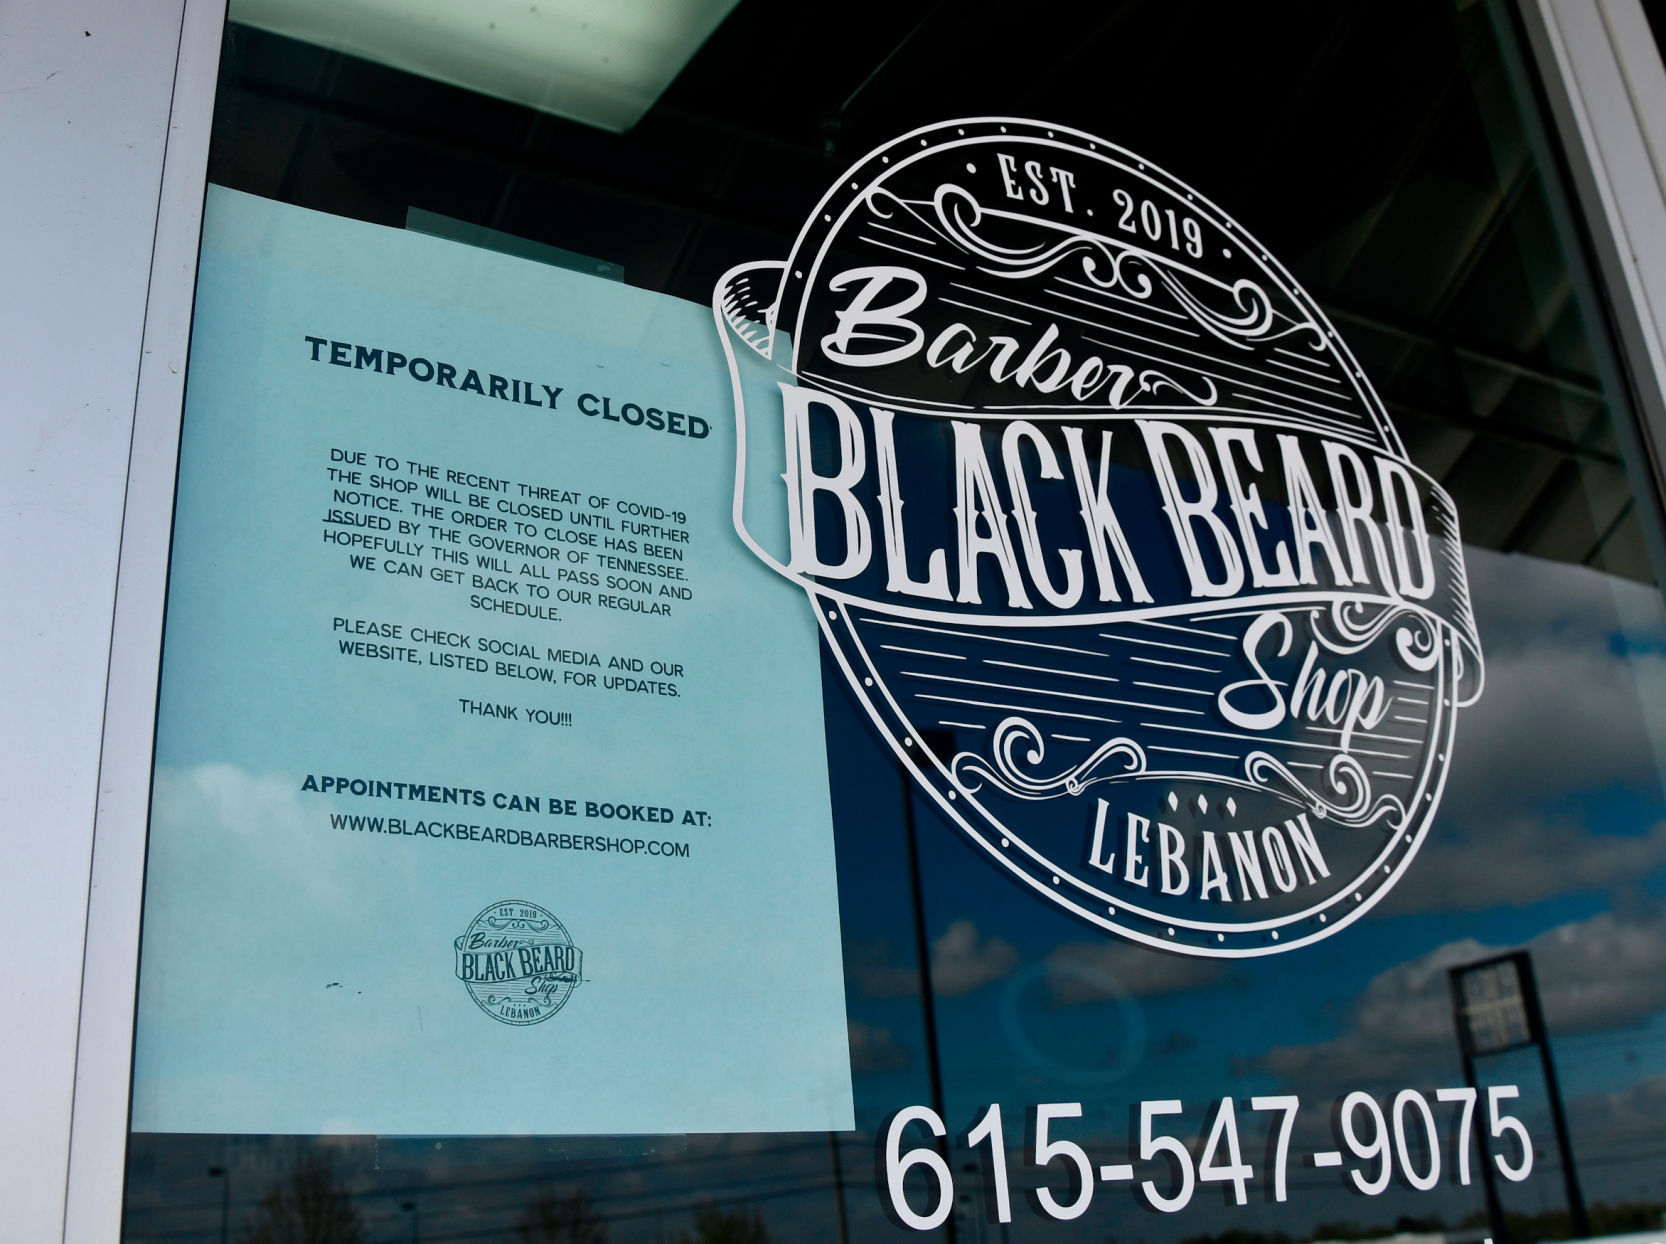 TEMPORARILY CLOSED
DUE TO THE RECENT THREAT OF COVID-19
THE SHOP WILL BE CLOSED UNTIL FURTHER
NOTICE. THE ORDER TO CLOSE HAS BEEN
ISSUED BY THE GOVERNOR OF TENNESSEE.
HOPEFULLY THIS WILL ALL PASS SOON AND
WE CAN GET BACK TO OUR REGULAR
SCHEDULE.
PLEASE CHECK SOCIAL MEDIA AND OUR
WEBSITE, LISTED BELOW, FOR UPDATES.
THANK YOU!!!
APPOINTMENTS CAN BE BOOKED AT:
WWW.BLACKBEARDBARBERSHOP.COM
EST. 2019
Barber
BLACK BEARD
Shop
LEBANON
EST. 2019
Barber
BLACK BEARD
Shop
LEBANON
615-547-9075